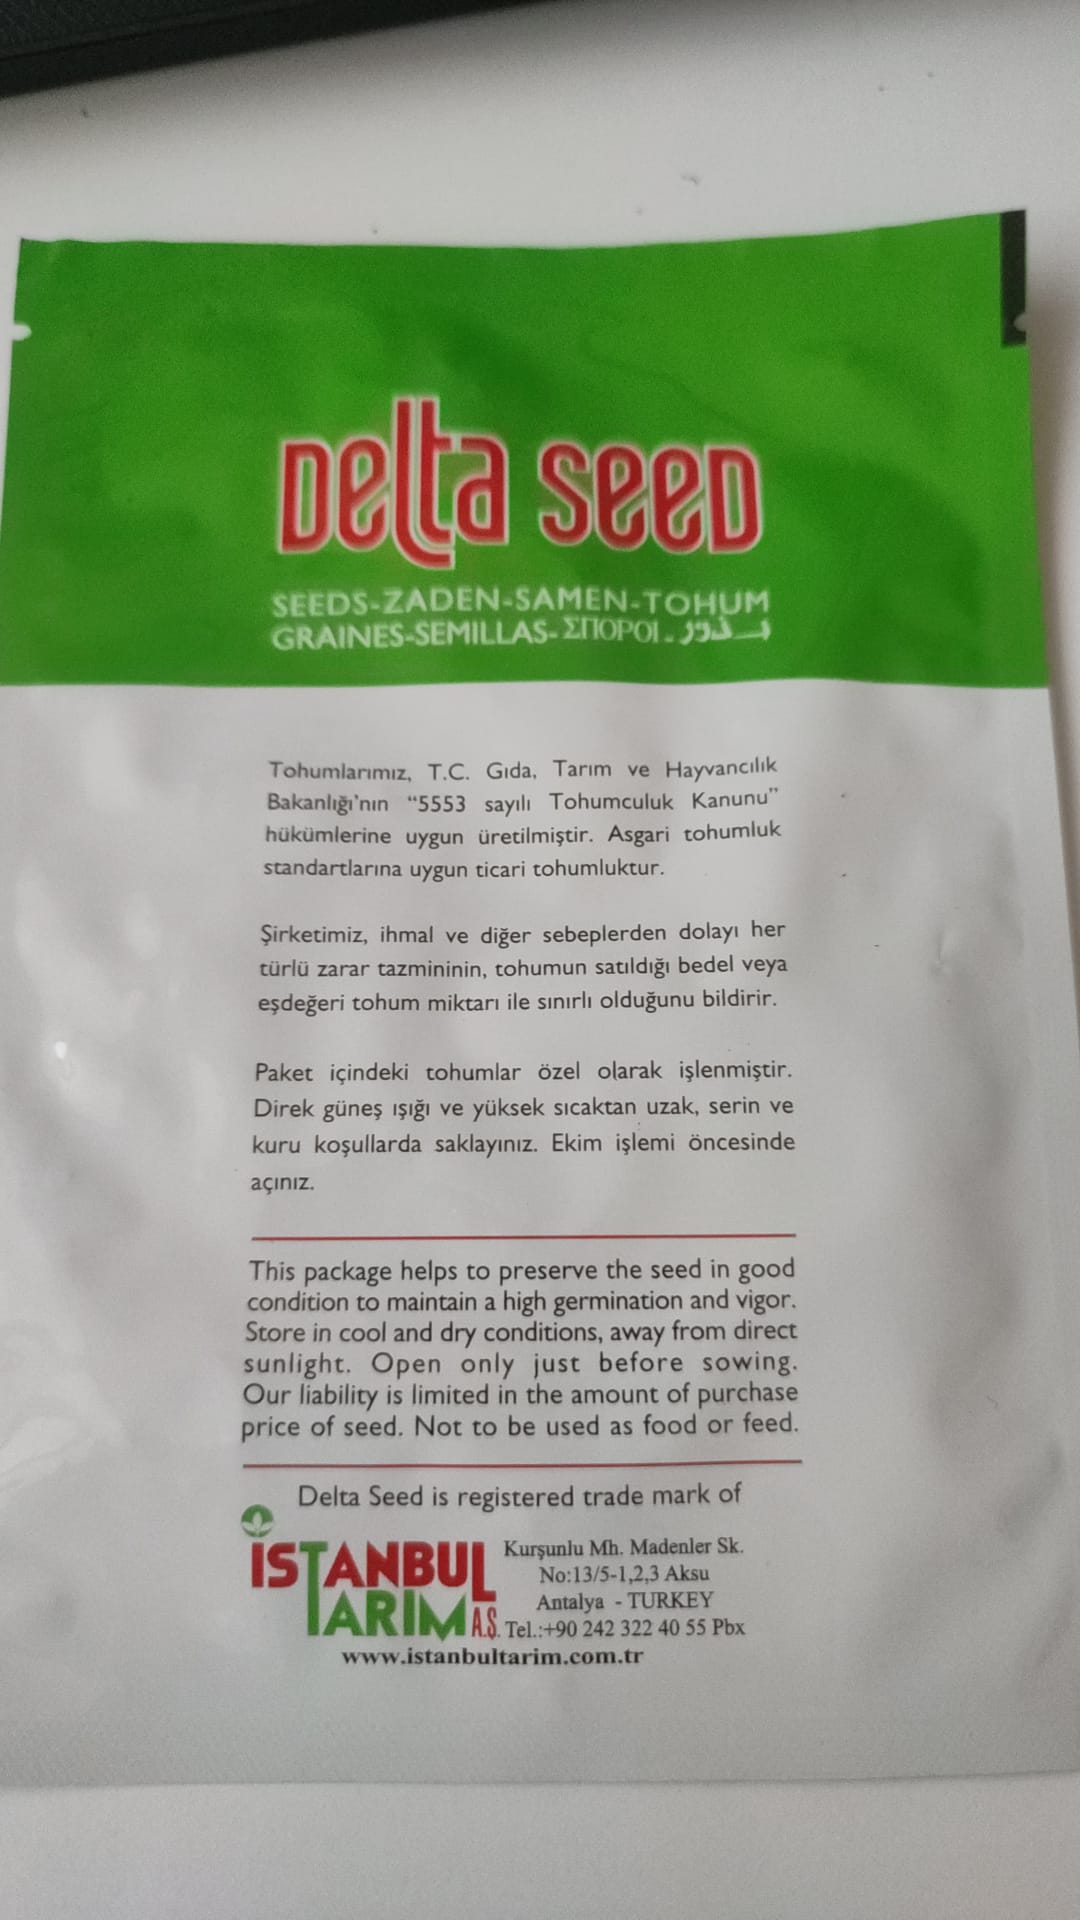 Delta SeeD
SEEDS-ZADEN-SAMEN-TOHUM
GRAINES-SEMILLAS-ΣΠΟΡΟΙ-بذور
Tohumlarımız, T.C. Gıda, Tarım ve Hayvancılık
Bakanlığı'nın “5553 sayılı Tohumculuk Kanunu”
hükümlerine uygun üretilmiştir. Asgari tohumluk
standartlarına uygun ticari tohumluktur.
Şirketimiz, ihmal ve diğer sebeplerden dolayı her
türlü zarar tazmininin, tohumun satıldığı bedel veya
eşdeğeri tohum miktarı ile sınırlı olduğunu bildirir.
Paket içindeki tohumlar özel olarak işlenmiştir.
Direk güneş ışığı ve yüksek sıcaktan uzak, serin ve
kuru koşullarda saklayınız. Ekim işlemi öncesinde
açınız.
This package helps to preserve the seed in good
condition to maintain a high germination and vigor.
Store in cool and dry conditions, away from direct
sunlight. Open only just before sowing.
Our liability is limited in the amount of purchase
price of seed. Not to be used as food or feed.
Delta Seed is registered trade mark of
İSTANBUL
TARIM A.Ş.
Kurşunlu Mh. Madenler Sk.
No:13/5-1,2,3 Aksu
Antalya - TURKEY
Tel.:+90 242 322 40 55 Pbx
www.istanbultarim.com.tr